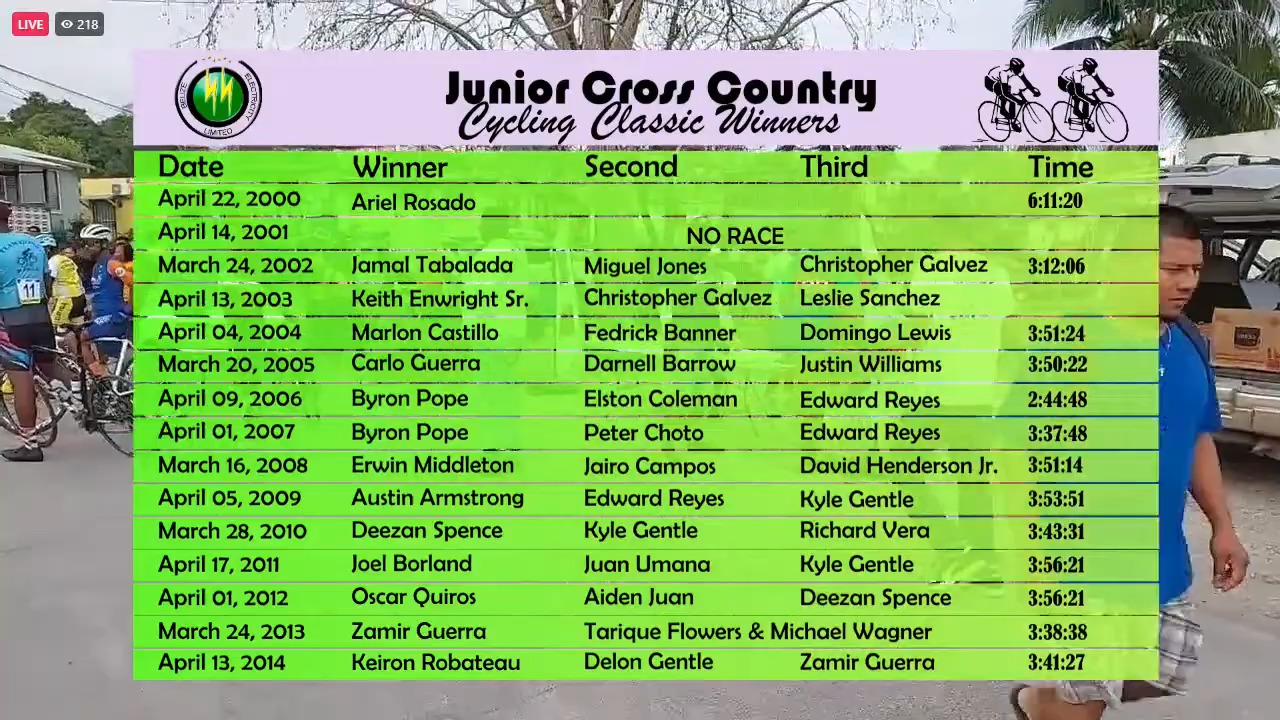 LIVE 218
BELIZE ELECTRICITY LIMITED
Junior Cross Country
Cycling Classic Winners
Date Winner Second Third Time
April 22, 2000 Ariel Rosado 6:11:20
April 14, 2001 NO RACE
March 24, 2002 Jamal Tabalada Miguel Jones Christopher Galvez 3:12:06
April 13, 2003 Keith Enwright Sr. Christopher Galvez Leslie Sanchez
April 04, 2004 Marlon Castillo Fedrick Banner Domingo Lewis 3:51:24
March 20, 2005 Carlo Guerra Darnell Barrow Justin Williams 3:50:22
April 09, 2006 Byron Pope Elston Coleman Edward Reyes 2:44:48
April 01, 2007 Byron Pope Peter Choto Edward Reyes 3:37:48
March 16, 2008 Erwin Middleton Jairo Campos David Henderson Jr. 3:51:14
April 05, 2009 Austin Armstrong Edward Reyes Kyle Gentle 3:53:51
March 28, 2010 Deezan Spence Kyle Gentle Richard Vera 3:43:31
April 17, 2011 Joel Borland Juan Umana Kyle Gentle 3:56:21
April 01, 2012 Oscar Quiros Aiden Juan Deezan Spence 3:56:21
March 24, 2013 Zamir Guerra Tarique Flowers & Michael Wagner 3:38:38
April 13, 2014 Keiron Robateau Delon Gentle Zamir Guerra 3:41:27
11